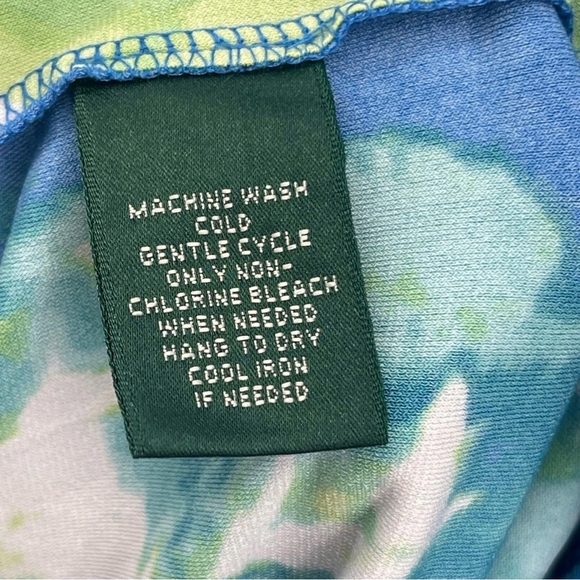 MACHINE WASH
COLD
GENTLE CYCLE
ONLY NON-
CHLORINE BLEACH
WHEN NEEDED
HANG TO DRY
COOL IRON
IF NEEDED